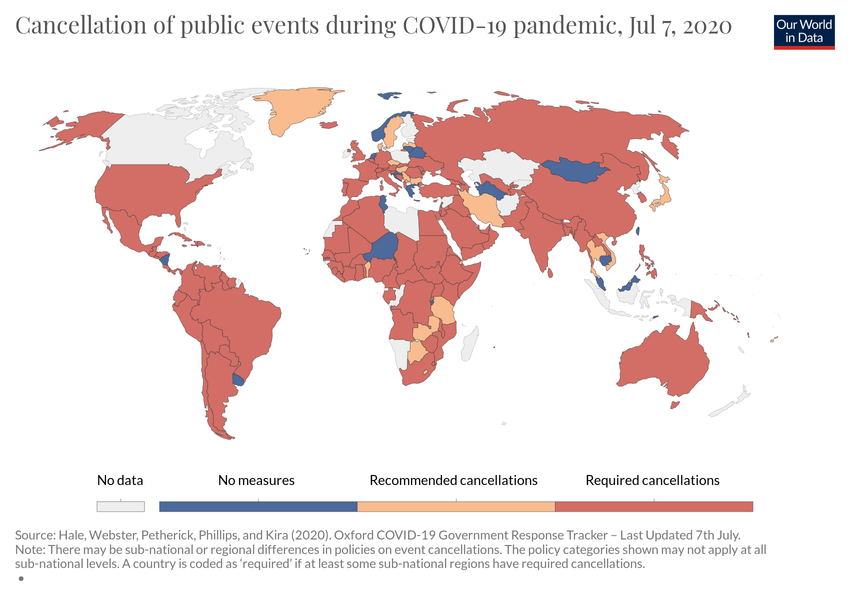 Cancellation of public events during COVID-19 pandemic, Jul 7, 2020
Our World
in Data
No data
No measures
Recommended cancellations
Required cancellations
Source: Hale, Webster, Petherick, Phillips, and Kira (2020). Oxford COVID-19 Government Response Tracker – Last Updated 7th July.
Note: There may be sub-national or regional differences in policies on event cancellations. The policy categories shown may not apply at all
sub-national levels. A country is coded as ‘required’ if at least some sub-national regions have required cancellations.